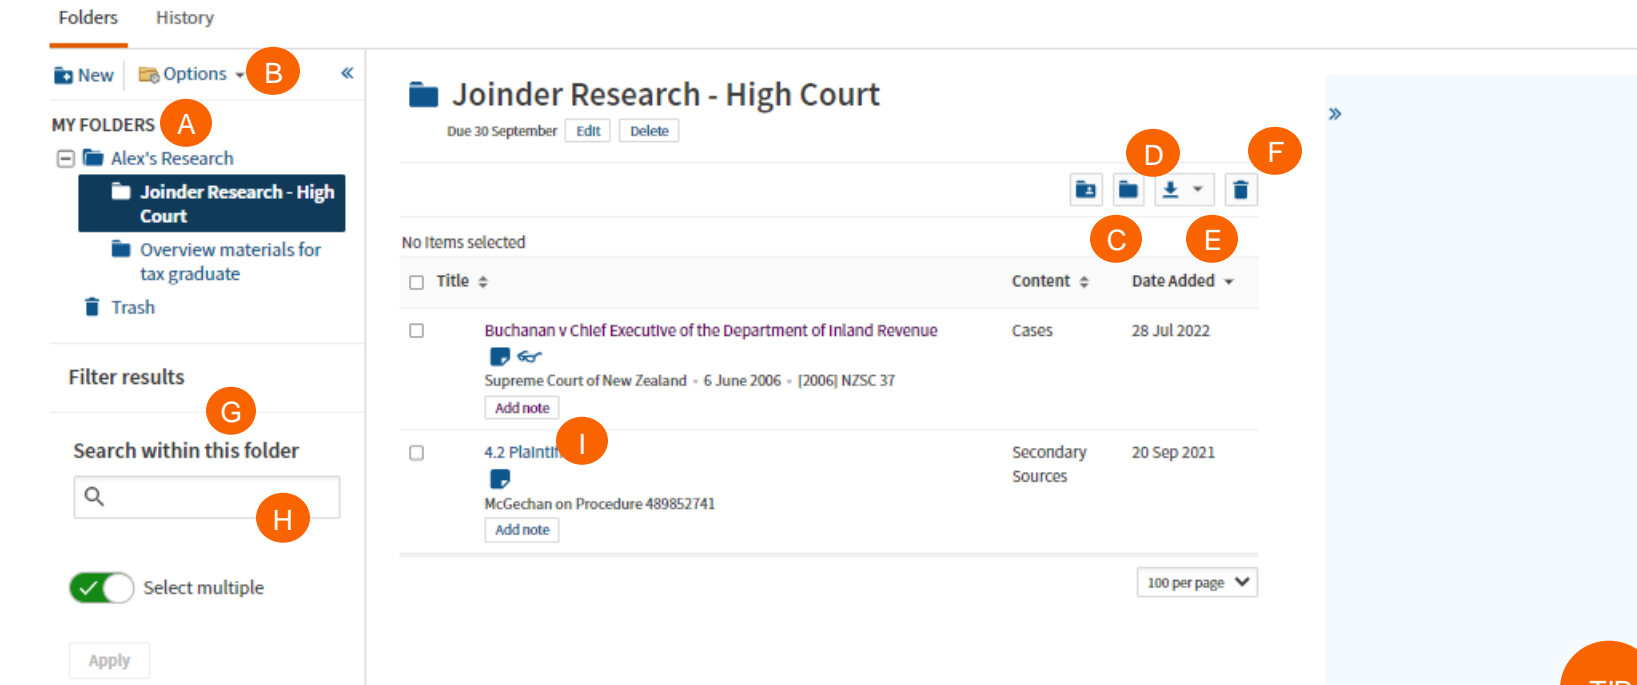 Folders History
New Options B
MY FOLDERS A
Alex's Research
Joinder Research - High
Court
Overview materials for
tax graduate
Trash
Filter results
G
Search within this folder
H
Select multiple
Apply
Joinder Research - High Court
Due 30 September Edit Delete
D F
C E
No Items selected
Title Content Date Added
Buchanan v Chief Executive of the Department of Inland Revenue Cases 28 Jul 2022
Supreme Court of New Zealand • 6 June 2006 • [2006] NZSC 37
Add note
I
4.2 Secondary 20 Sep 2021
Sources
McGechan on Procedure 489852741
Add note
100 per page